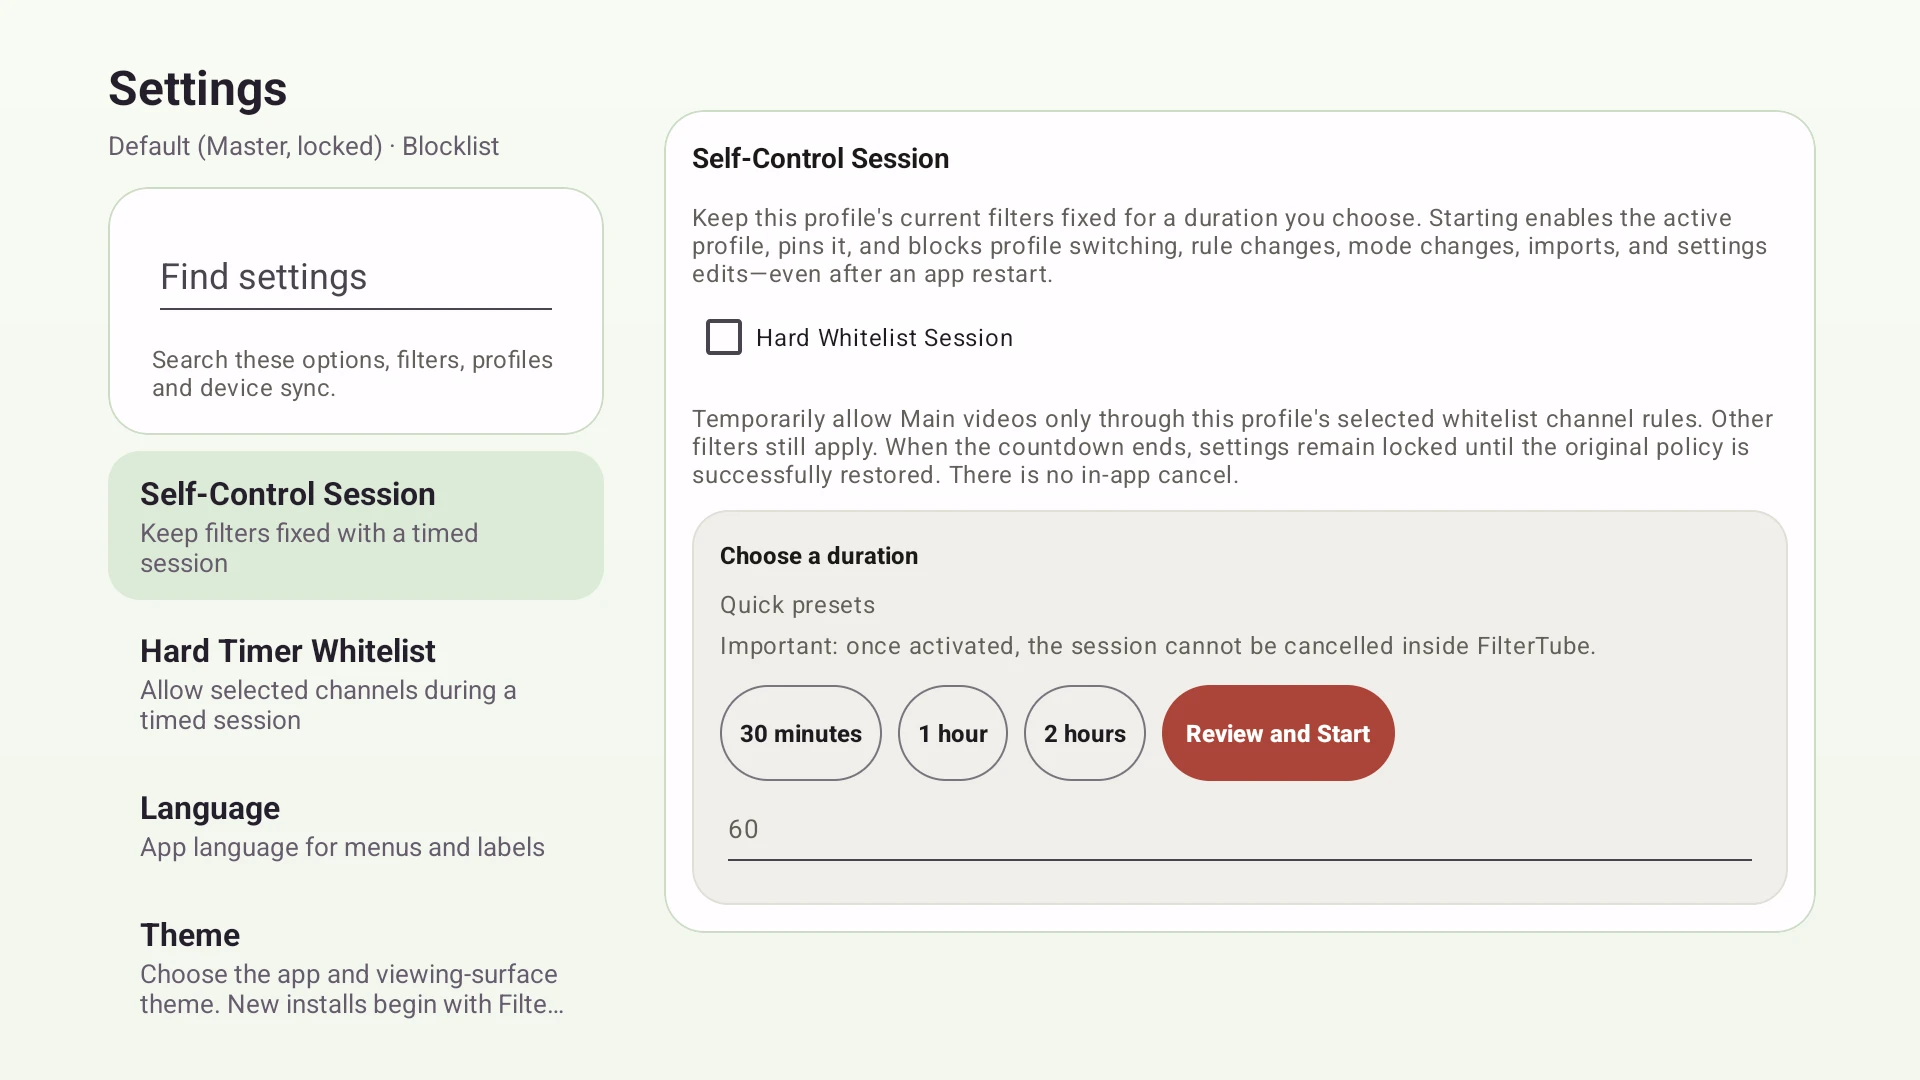 Settings
Default (Master, locked) · Blocklist
Find settings
Search these options, filters, profiles
and device sync.
Self-Control Session
Keep filters fixed with a timed
session
Hard Timer Whitelist
Allow selected channels during a
timed session
Language
App language for menus and labels
Theme
Choose the app and viewing-surface
theme. New installs begin with Filte…
Self-Control Session
Keep this profile's current filters fixed for a duration you choose. Starting enables the active
profile, pins it, and blocks profile switching, rule changes, mode changes, imports, and settings
edits—even after an app restart.
Hard Whitelist Session
Temporarily allow Main videos only through this profile's selected whitelist channel rules. Other
filters still apply. When the countdown ends, settings remain locked until the original policy is
successfully restored. There is no in-app cancel.
Choose a duration
Quick presets
Important: once activated, the session cannot be cancelled inside FilterTube.
30 minutes
1 hour
2 hours
Review and Start
60